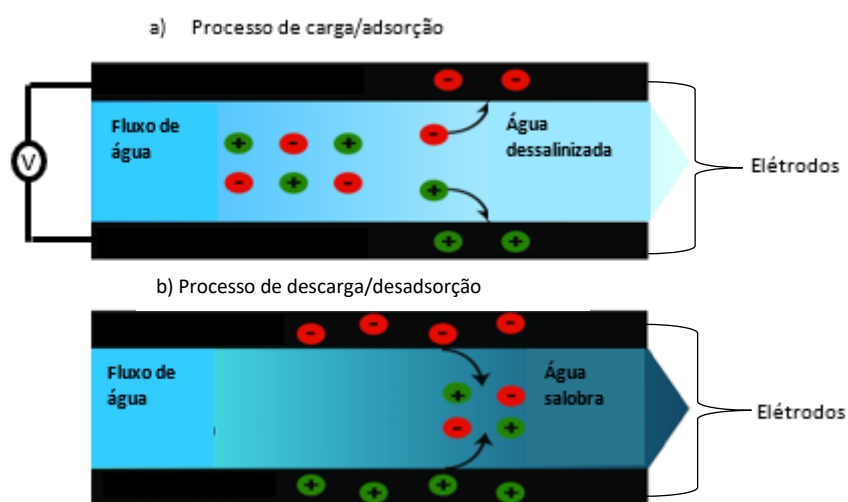 a) Processo de carga/adsorção
Fluxo de
água
Água
dessalinizada
V
Elétrodos
b) Processo de descarga/desadsorção
Fluxo de
água
Água
salobra
Elétrodos